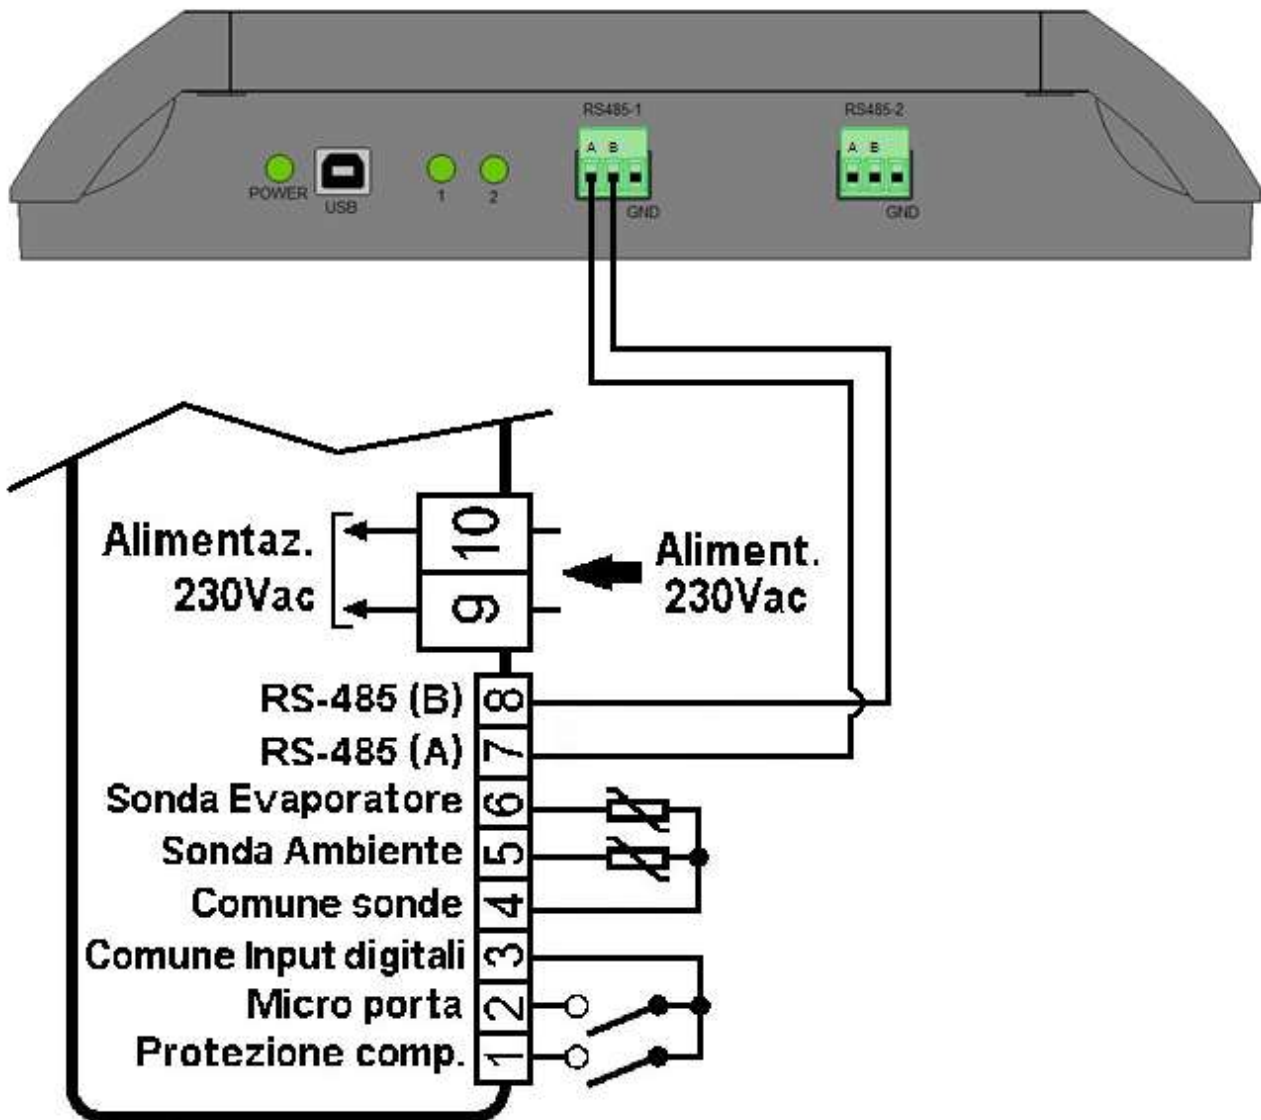 RS485-1
RS485-2
A B
A B
POWER
USB
1
2
GND
GND
Alimentaz.
230Vac
10
9
Aliment.
230Vac
RS-485 (B) 8
RS-485 (A) 7
Sonda Evaporatore 6
Sonda Ambiente 5
Comune sonde 4
Comune Input digitali 3
Micro porta 2
Protezione comp. 1